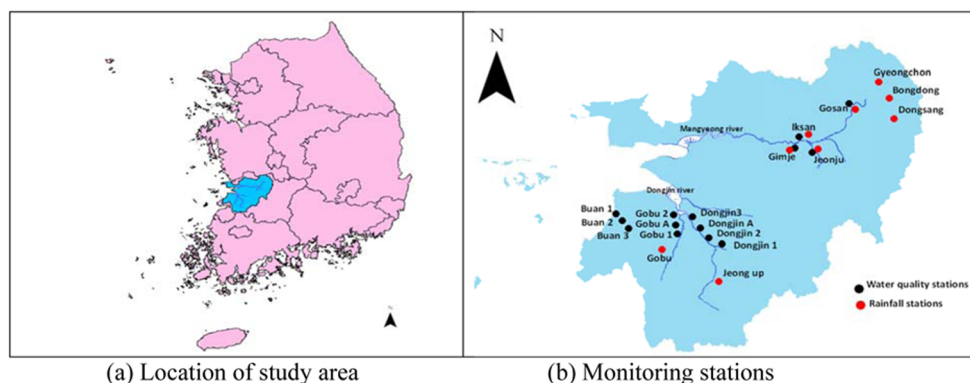 N
Gyeongchon
Bongdong
Gosan
Dongsang
Iksan
Mangyeong river
Gimje
Jeonju
Dongjin river
Buan 1
Gobu 2
Dongjin3
Buan 2
Gobu A
Dongjin A
Buan 3
Gobu 1
Dongjin 2
Dongjin 1
Gobu
Jeong up
Water quality stations
Rainfall stations
(a) Location of study area
(b) Monitoring stations